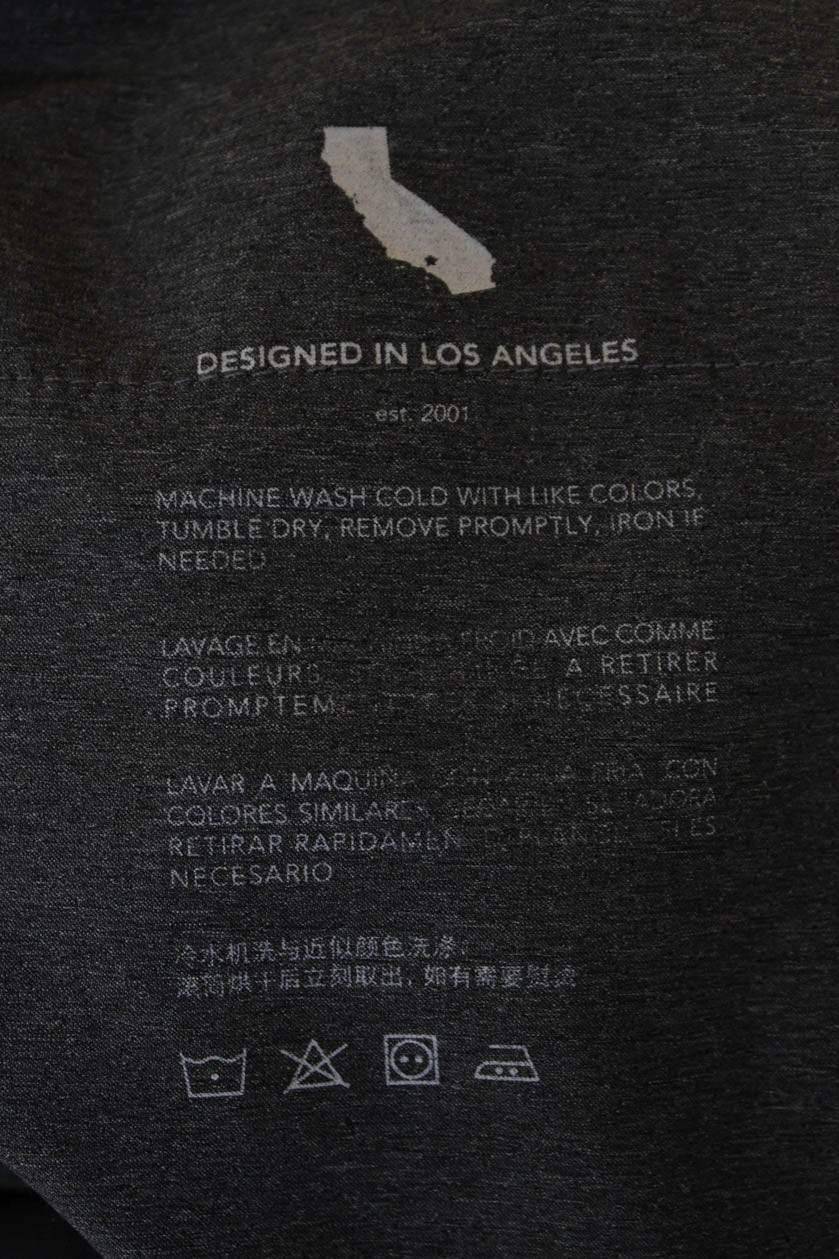 DESIGNED IN LOS ANGELES
est. 2001
MACHINE WASH COLD WITH LIKE COLORS,
TUMBLE DRY, REMOVE PROMPTLY, IRON IF
NEEDED
LAVAGE EN FROID AVEC COMME
COULEURS A RETIRER
NECESSAIRE
LAVAR A MAQUINA CON AGUA FRIA CON
COLORES SIMILARES
RETIRAR RAPIDAMEN
NECESARIO
冷水机洗与近似颜色洗涤
滚筒烘干后立刻取出，如有需要熨烫